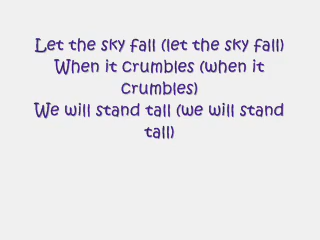 Let the sky fall (let the sky fall)
When it crumbles (when it
crumbles)
We will stand tall (we will stand
tall)